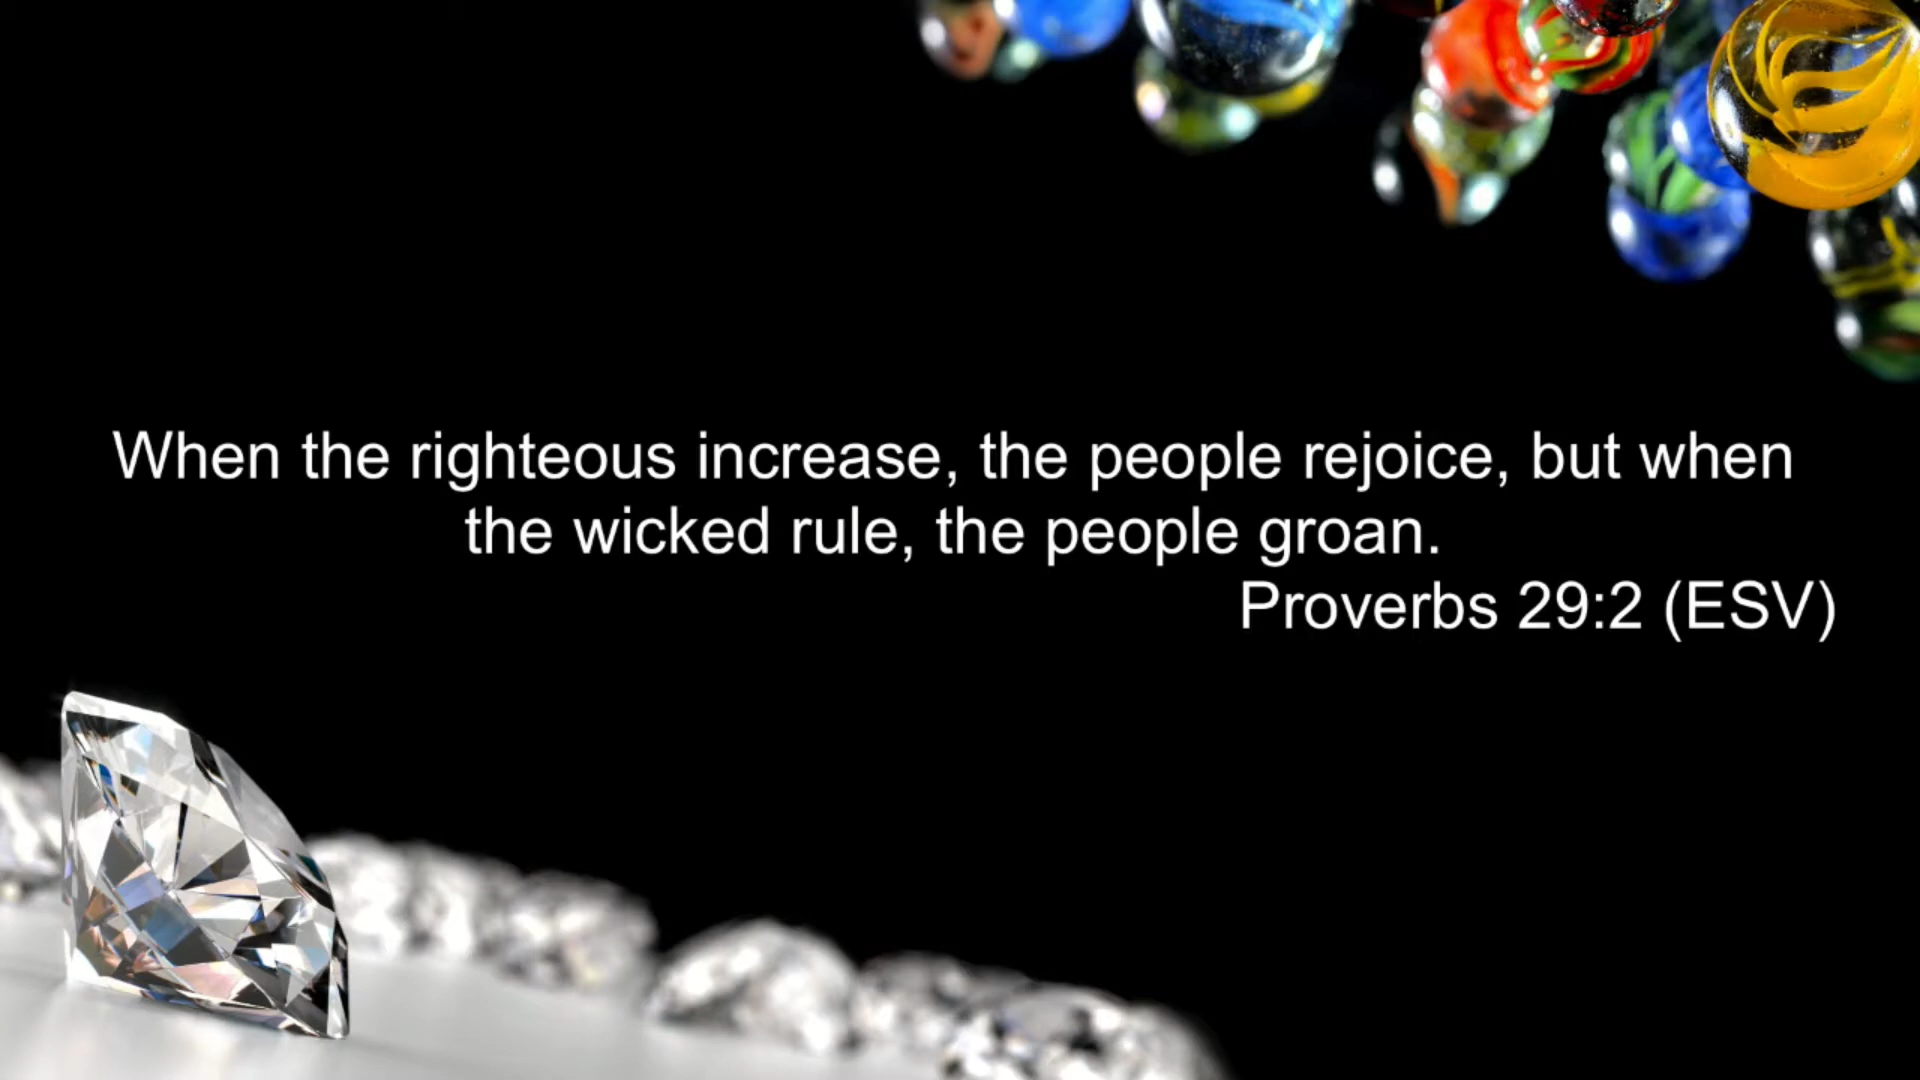 When the righteous increase, the people rejoice, but when
the wicked rule, the people groan.
Proverbs 29:2 (ESV)